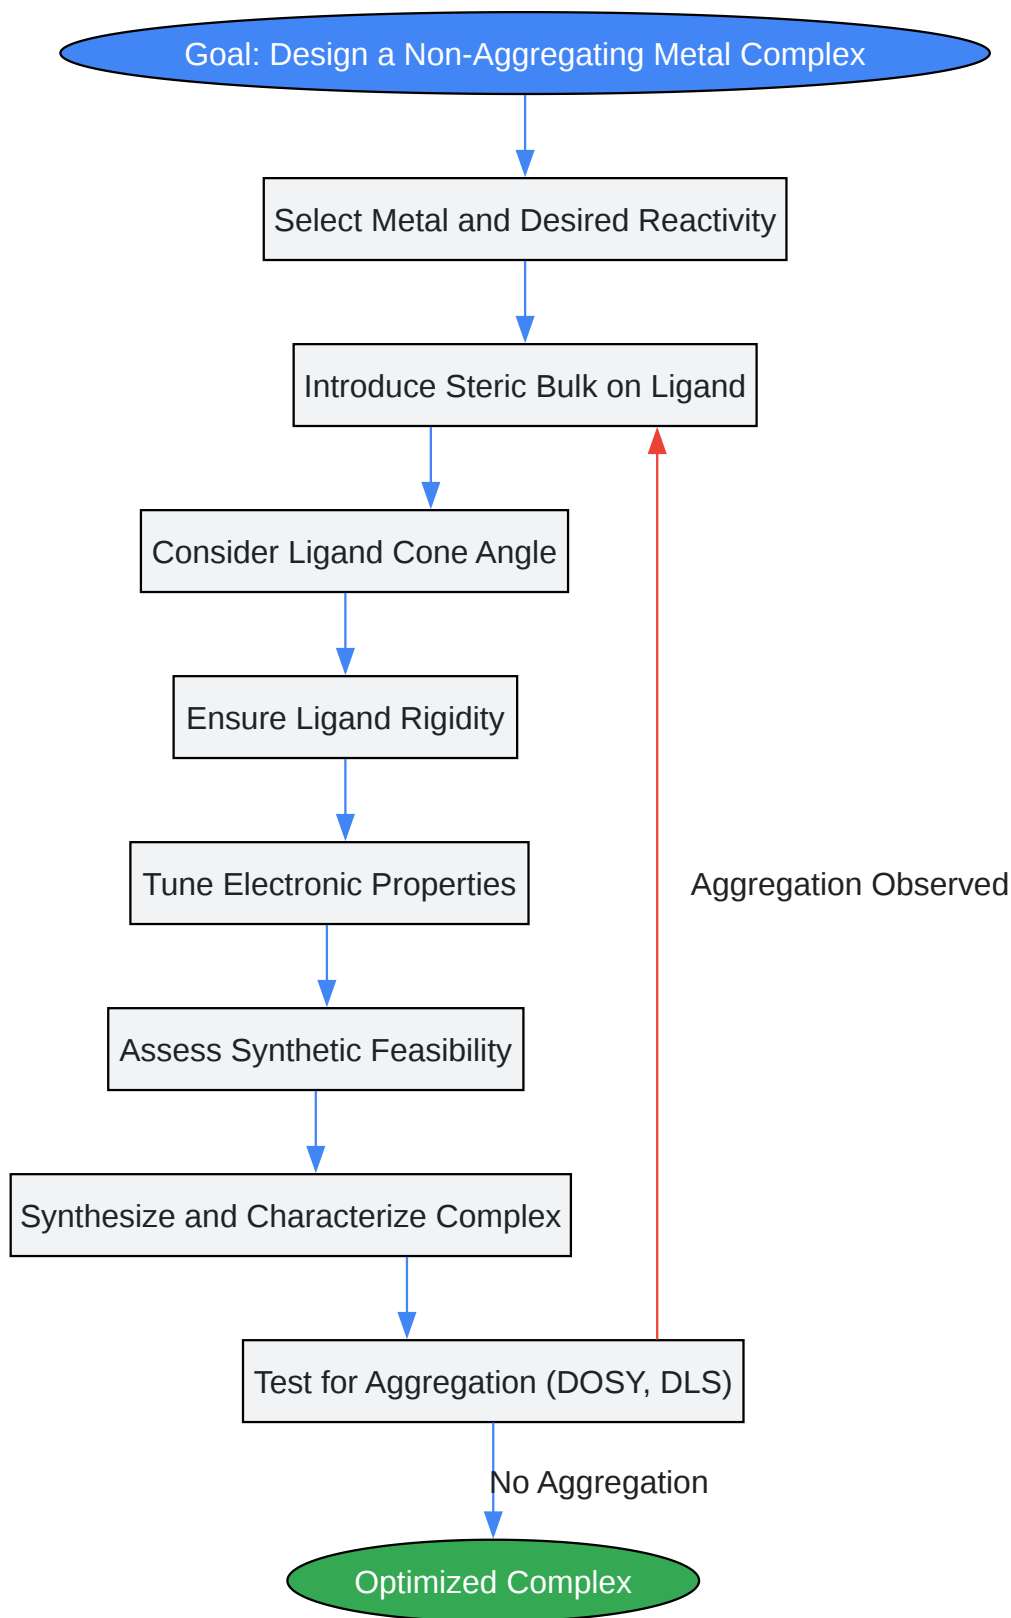 Goal: Design a Non-Aggregating Metal Complex
Select Metal and Desired Reactivity
Introduce Steric Bulk on Ligand
Consider Ligand Cone Angle
Ensure Ligand Rigidity
Tune Electronic Properties
Aggregation Observed
Assess Synthetic Feasibility
Synthesize and Characterize Complex
Test for Aggregation (DOSY, DLS)
No Aggregation
Optimized Complex